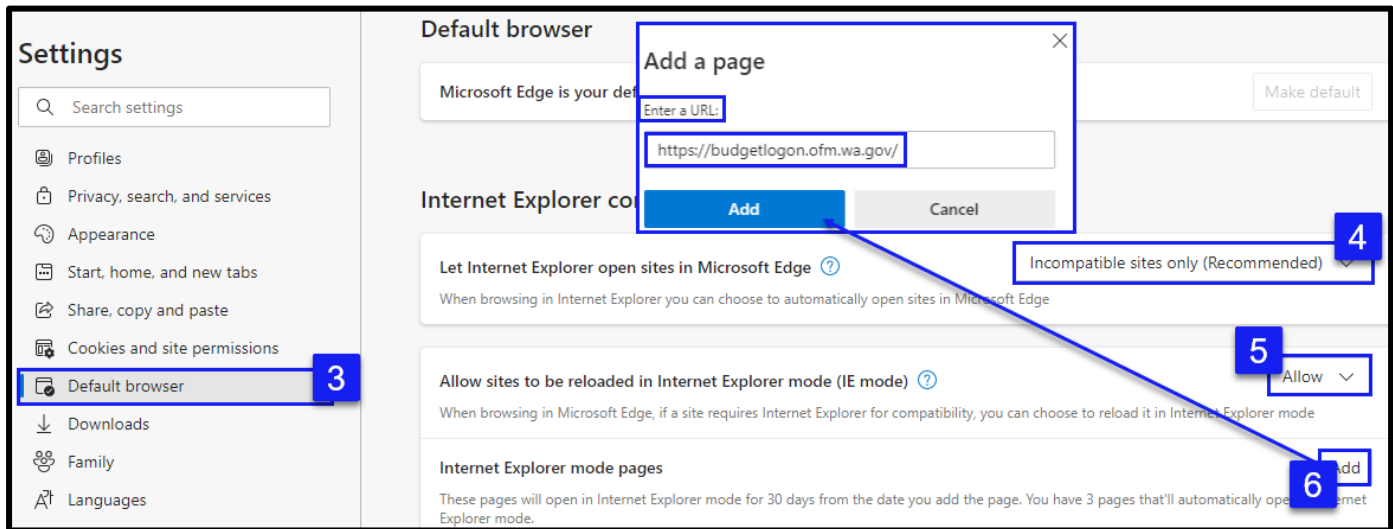 Settings
Search settings
Profiles
Privacy, search, and services
Appearance
Start, home, and new tabs
Share, copy and paste
Cookies and site permissions
Default browser
3
Downloads
Family
Languages
Default browser
Microsoft Edge is your
Make default
Add a page
Enter a URL:
https://budgetlogon.ofm.wa.gov/
Add
Cancel
Internet Explorer
4
Let Internet Explorer open sites in Microsoft Edge
Incompatible sites only (Recommended)
When browsing in Internet Explorer you can choose to automatically open sites in Microsoft Edge
5
Allow sites to be reloaded in Internet Explorer mode (IE mode)
Allow
When browsing in Microsoft Edge, if a site requires Internet Explorer for compatibility, you can choose to reload it in Internet Explorer mode
Internet Explorer mode pages
Add
6
These pages will open in Internet Explorer mode for 30 days from the date you add the page. You have 3 pages that'll automatically
Explorer mode.